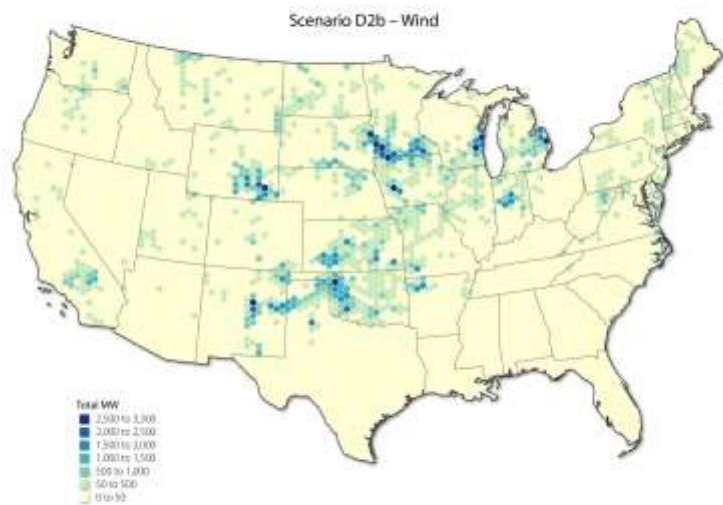 Scenario D2b – Wind
Total MW
2,500 to 3,300
2,000 to 2,500
1,500 to 2,000
1,000 to 1,500
500 to 1,000
50 to 500
0 to 50